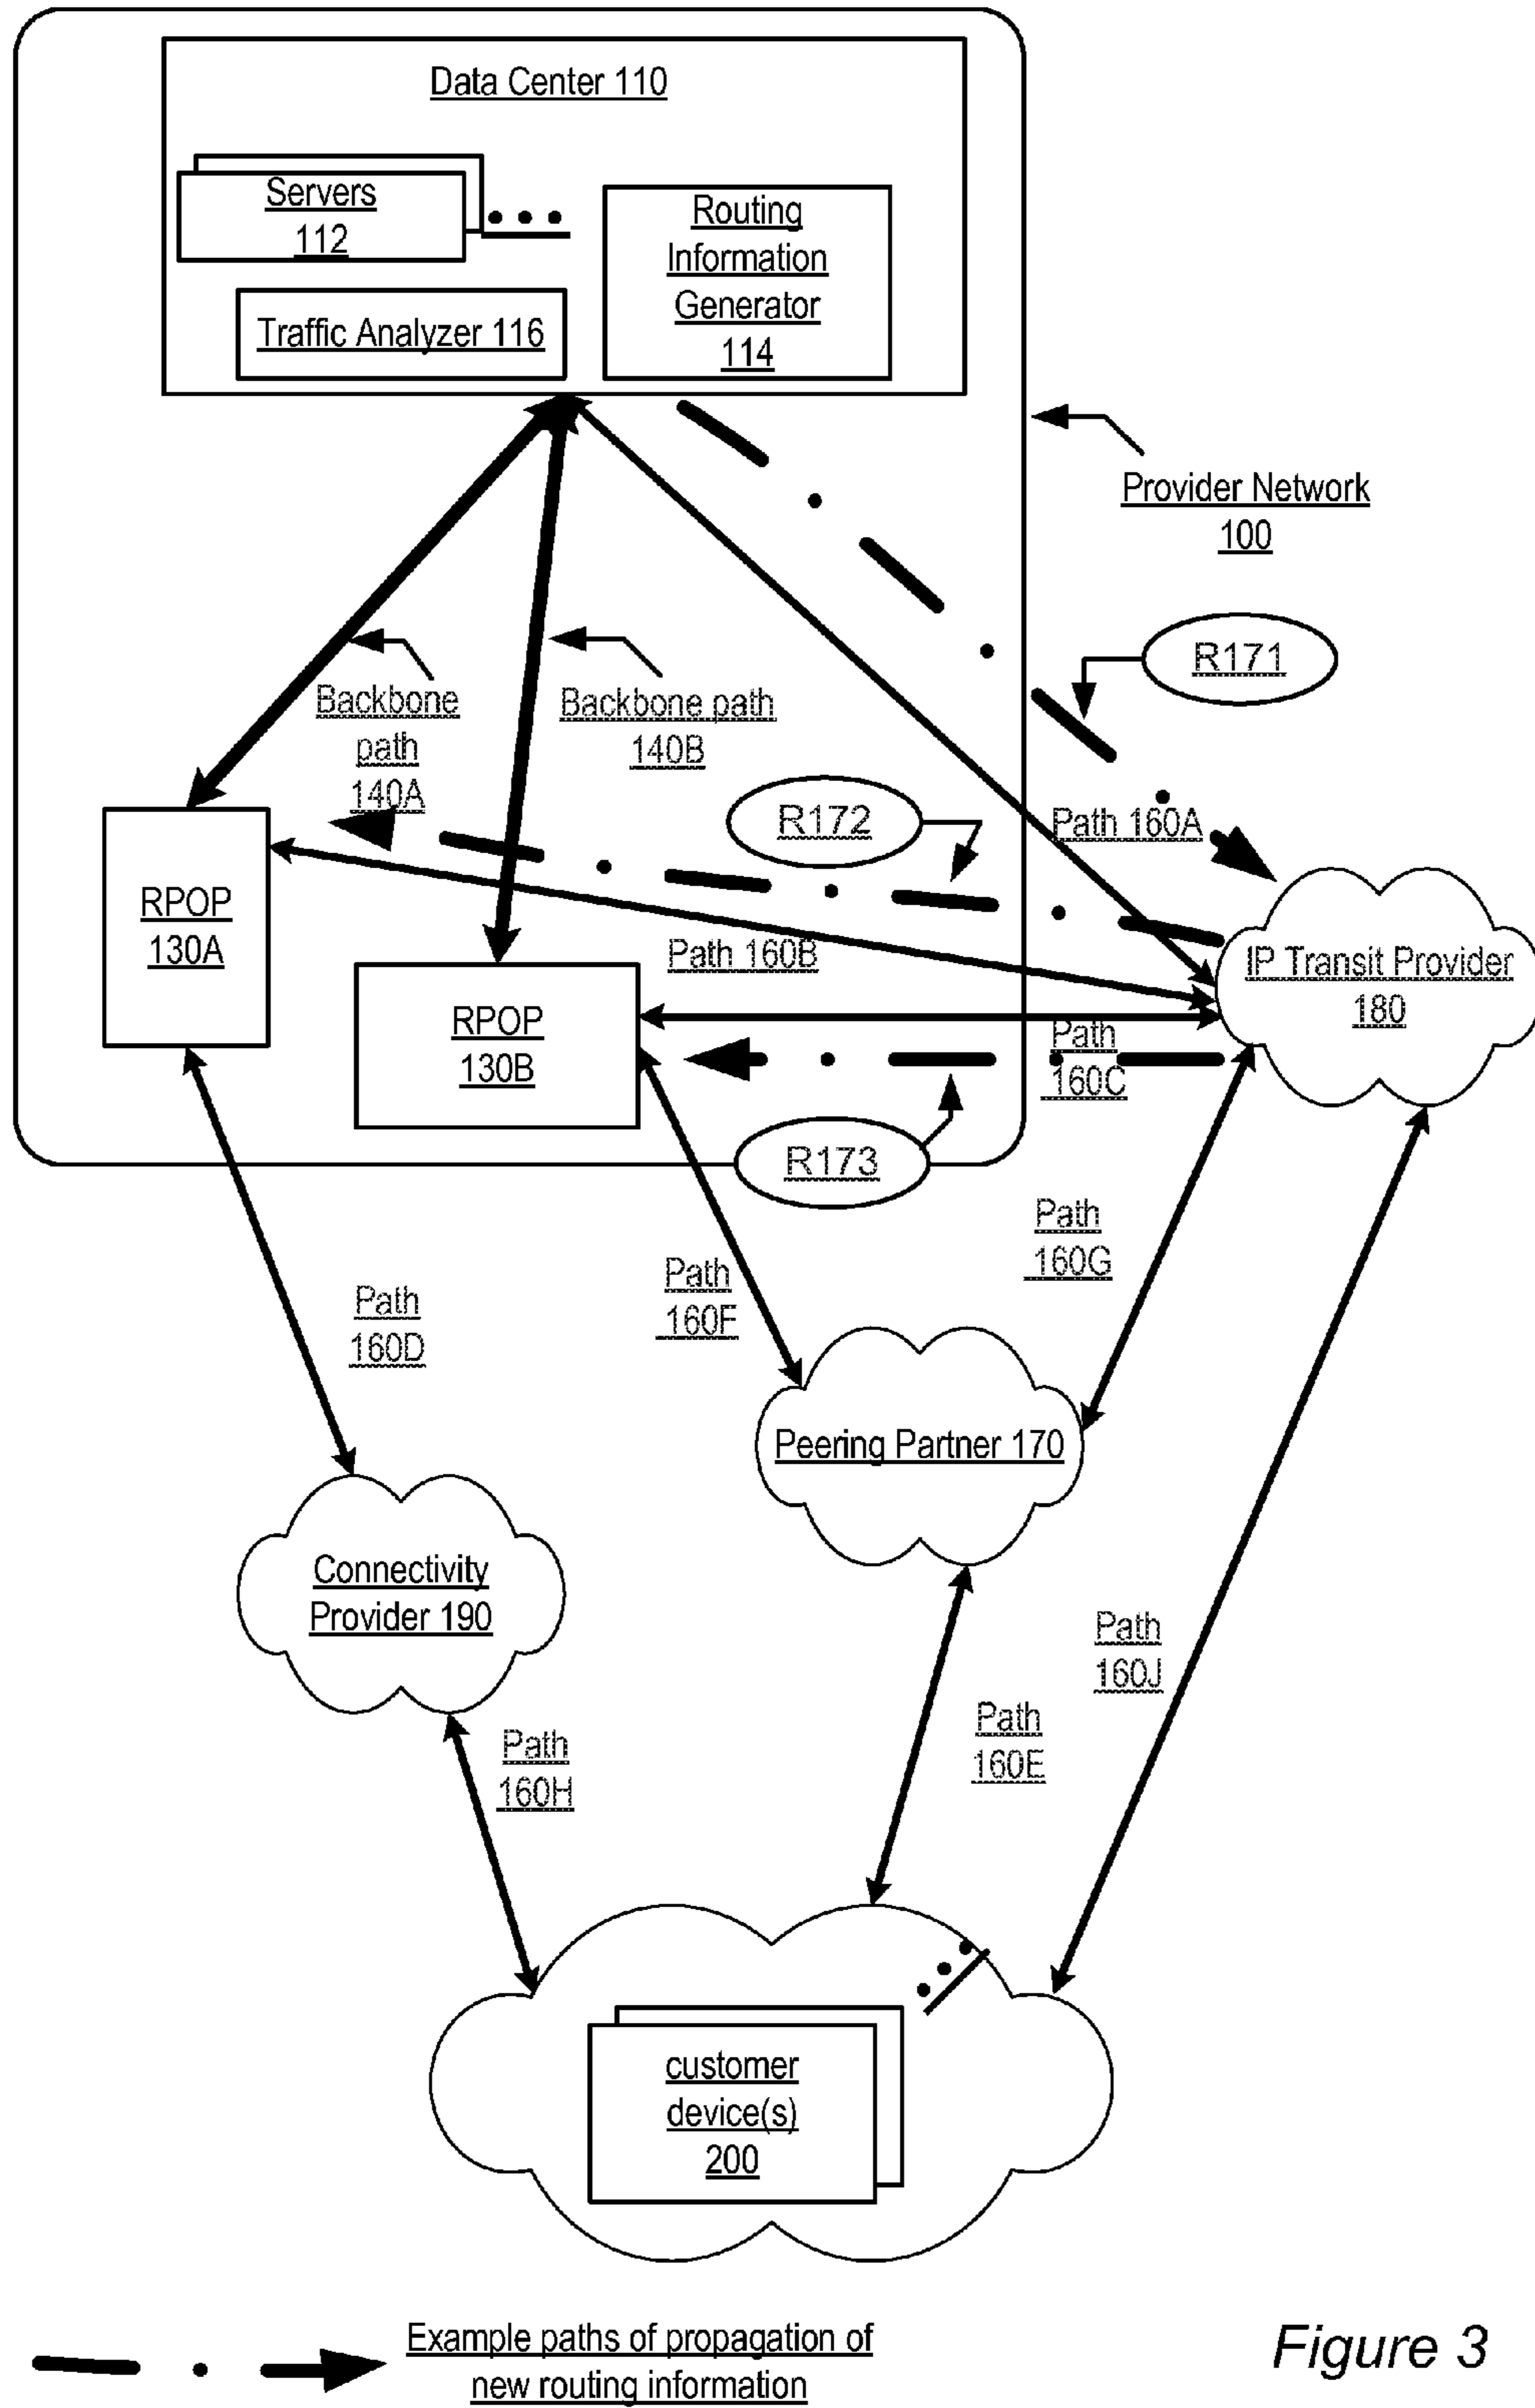 Data Center 110
Servers
112
Routing
Information
Generator
114
Traffic Analyzer 116
Provider Network
100
R171
Backbone
path
140A
Backbone path
140B
R172
Path 160A
RPOP
130A
Path 160B
IP Transit Provider
180
RPOP
130B
Path
160C
R173
Path
160G
Path
160F
Path
160D
Peering Partner 170
Connectivity
Provider 190
Path
160J
Path
160E
Path
160H
customer
device(s)
200
Example paths of propagation of
new routing information
Figure 3